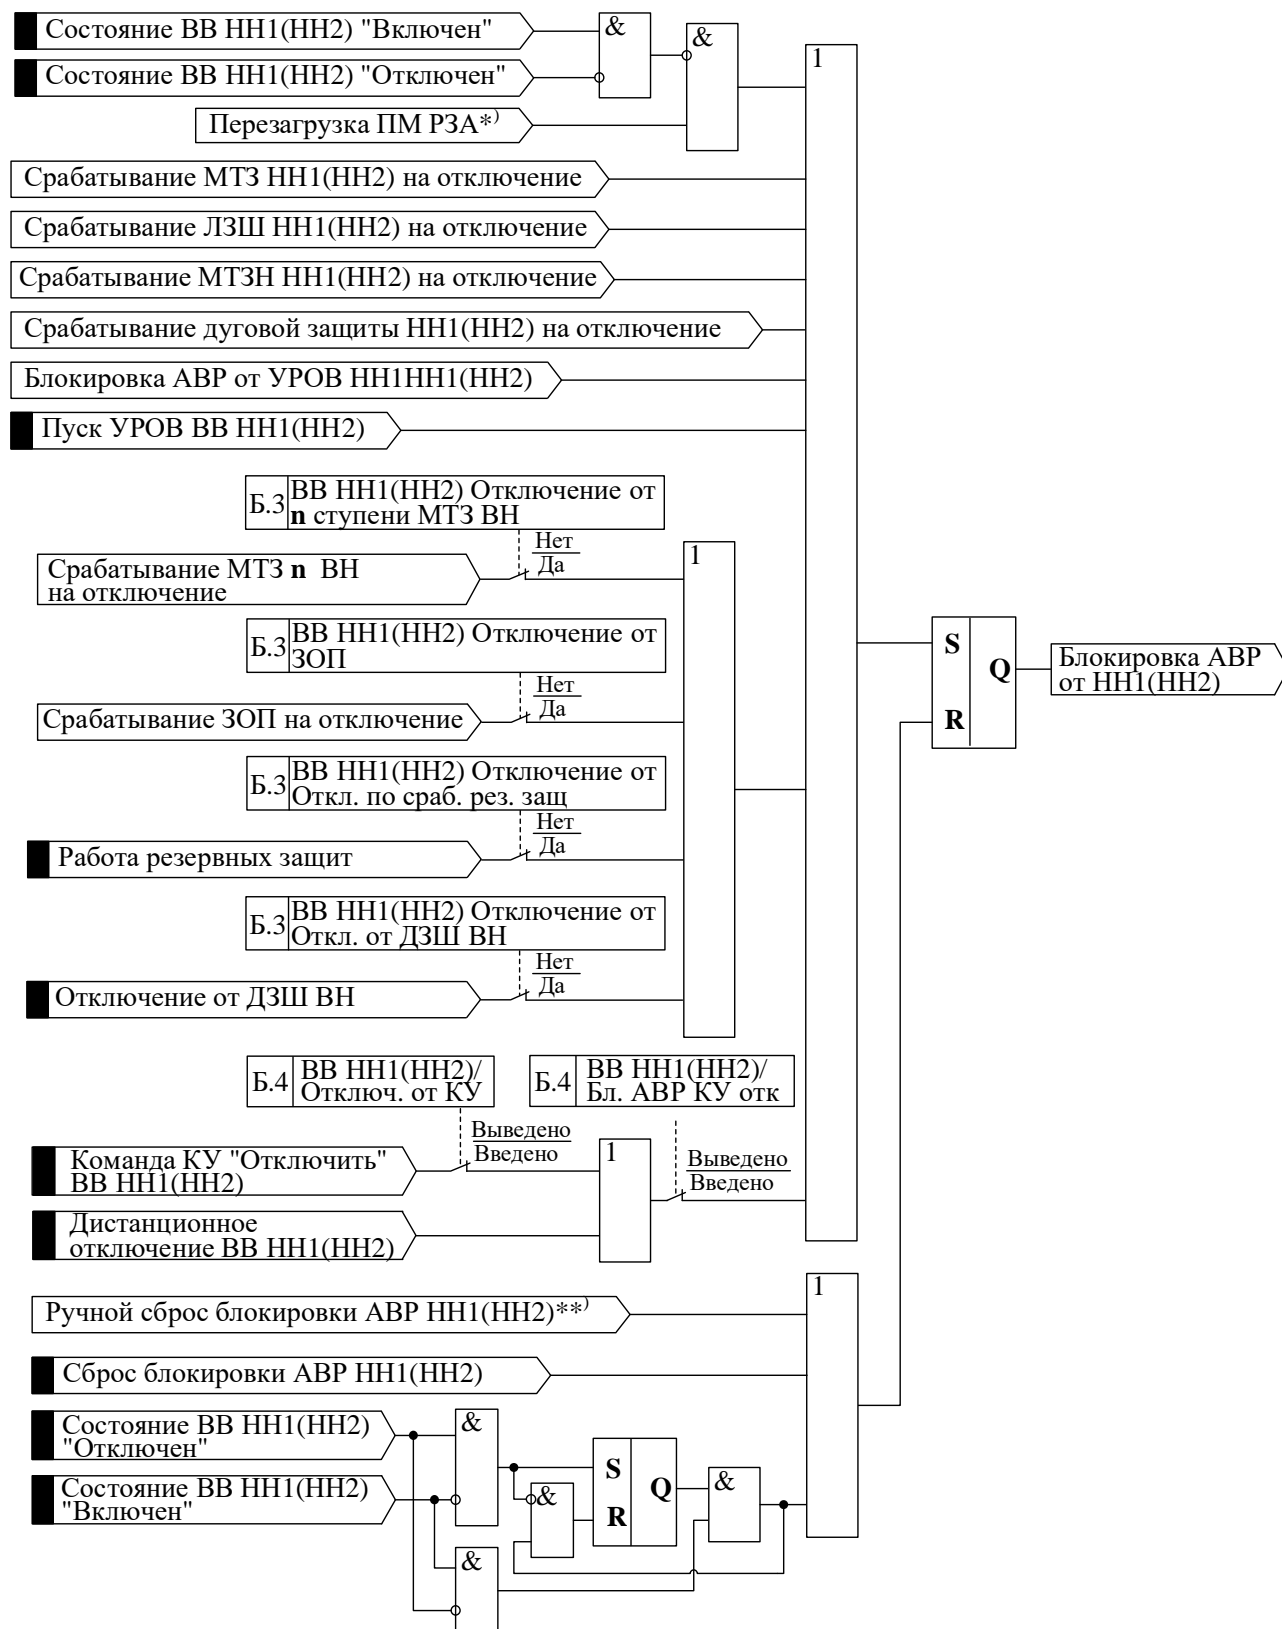 Состояние ВВ НН1(НН2) "Включен"
&
&
1
Состояние ВВ НН1(НН2) "Отключен"
Перезагрузка ПМ РЗА*)
Срабатывание МТЗ НН1(НН2) на отключение
Срабатывание ЛЗШ НН1(НН2) на отключение
Срабатывание МТЗН НН1(НН2) на отключение
Срабатывание дуговой защиты НН1(НН2) на отключение
Блокировка АВР от УРОВ НН1НН1(НН2)
Пуск УРОВ ВВ НН1(НН2)
Б.3
ВВ НН1(НН2) Отключение от
n ступени МТЗ ВН
Нет
Да
1
Срабатывание МТЗ n ВН
на отключение
Б.3
ВВ НН1(НН2) Отключение от
ЗОП
Нет
Да
Срабатывание ЗОП на отключение
S
Q
R
Блокировка АВР
от НН1(НН2)
Б.3
ВВ НН1(НН2) Отключение от
Откл. по сраб. рез. защ
Нет
Да
Работа резервных защит
Б.3
ВВ НН1(НН2) Отключение от
Откл. от ДЗШ ВН
Нет
Да
Отключение от ДЗШ ВН
Б.4
ВВ НН1(НН2)/
Отключ. от КУ
Б.4
ВВ НН1(НН2)/
Бл. АВР КУ отк
Выведено
Введено
1
Выведено
Введено
Команда КУ "Отключить"
ВВ НН1(НН2)
Дистанционное
отключение ВВ НН1(НН2)
1
Ручной сброс блокировки АВР НН1(НН2)**)
Сброс блокировки АВР НН1(НН2)
Состояние ВВ НН1(НН2)
"Отключен"
&
S
Q
R
&
&
Состояние ВВ НН1(НН2)
"Включен"
&